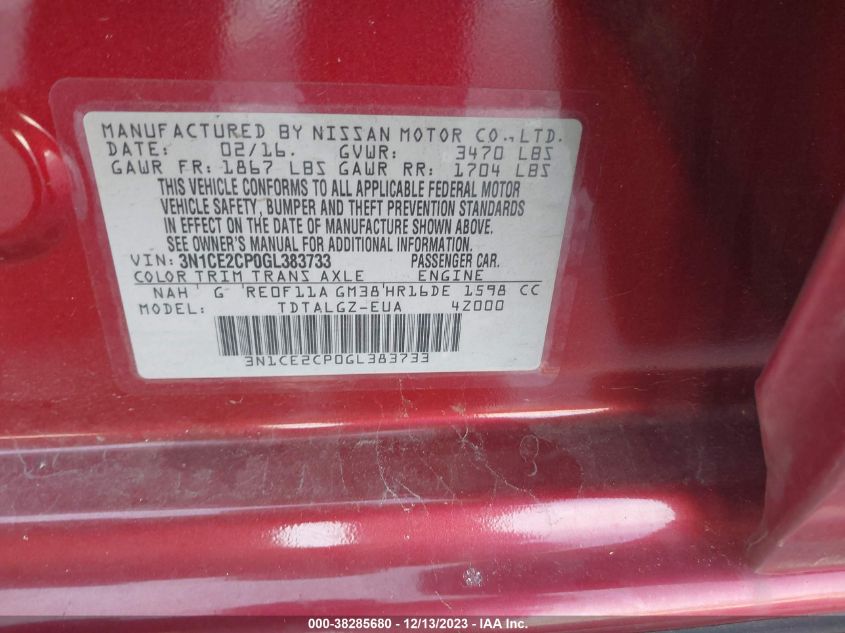 MANUFACTURED BY NISSAN MOTOR CO.,LTD.
DATE: 02/16. GVWR: 3470 LBS
GAWR FR: 1867 LBS GAWR RR: 1704 LBS
THIS VEHICLE CONFORMS TO ALL APPLICABLE FEDERAL MOTOR
VEHICLE SAFETY, BUMPER AND THEFT PREVENTION STANDARDS
IN EFFECT ON THE DATE OF MANUFACTURE SHOWN ABOVE.
SEE OWNER'S MANUAL FOR ADDITIONAL INFORMATION.
VIN: 3N1CE2CP0GL383733 PASSENGER CAR.
COLOR TRIM TRANS AXLE ENGINE
NAH G RE0F11A GM38 HR16DE 1598 CC
MODEL: TDTALGZ-EUA 4Z000
3N1CE2CP0GL383733
000-38285680 - 12/13/2023 - IAA Inc.